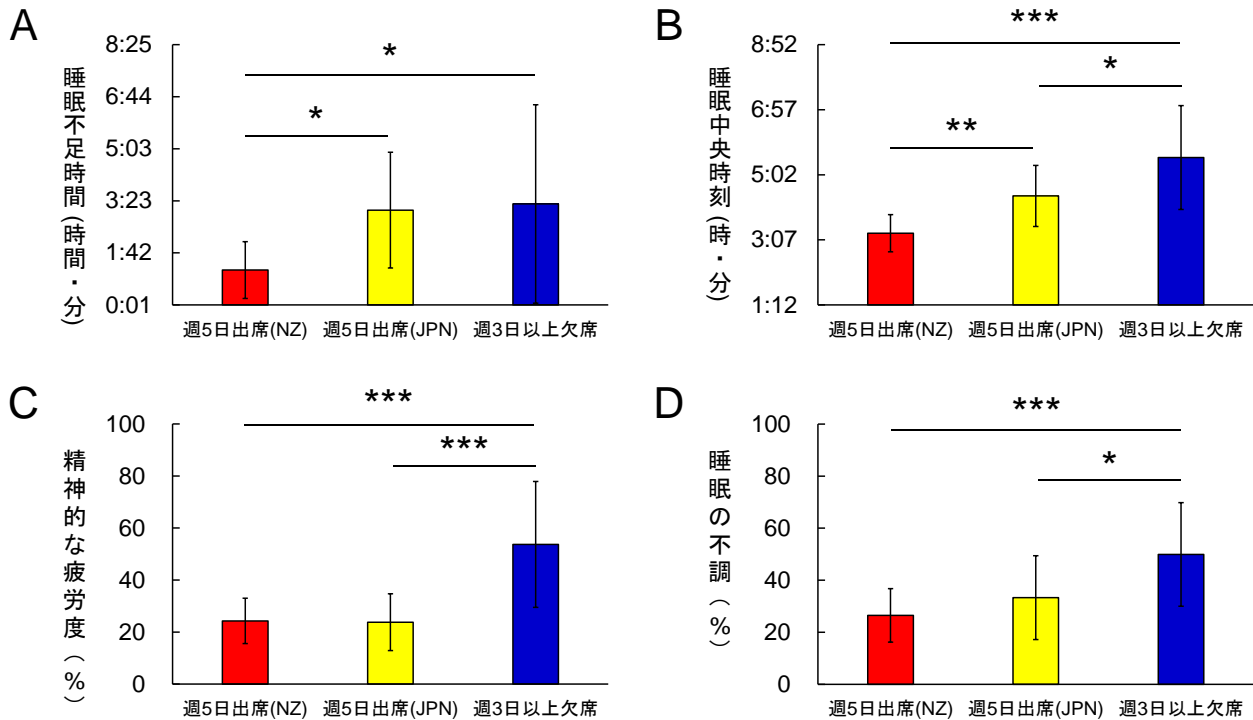 A
睡眠不足時間(時間・分)
8:25
6:44
5:03
3:23
1:42
0:01
*
*
週5日出席(NZ) 週5日出席(JPN) 週3日以上欠席
B
睡眠中央時刻(時・分)
8:52
6:57
5:02
3:07
1:12
***
*
**
週5日出席(NZ) 週5日出席(JPN) 週3日以上欠席
C
精神的な疲労度(%)
100
80
60
40
20
0
***
***
週5日出席(NZ) 週5日出席(JPN) 週3日以上欠席
D
睡眠の不調(%)
100
80
60
40
20
0
***
*
週5日出席(NZ) 週5日出席(JPN) 週3日以上欠席